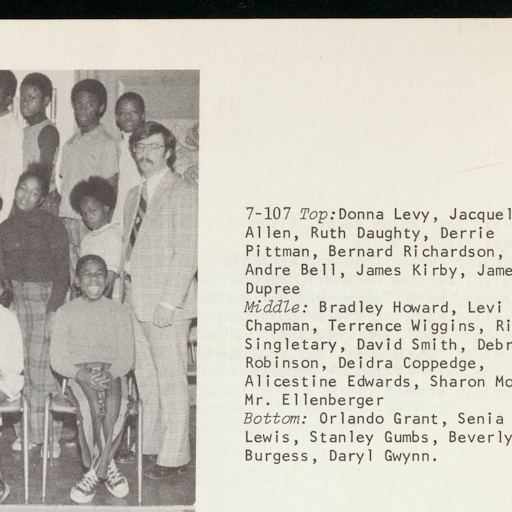 7-107 Top:Donna Levy, Jacquel
Allen, Ruth Daughty, Derrie
Pittman, Bernard Richardson,
Andre Bell, James Kirby, Jame
Dupree
Middle: Bradley Howard, Levi
Chapman, Terrence Wiggins, Ri
Singletary, David Smith, Debr
Robinson, Deidra Coppedge,
Alicestine Edwards, Sharon Mo
Mr. Ellenberger
Bottom: Orlando Grant, Senia
Lewis, Stanley Gumbs, Beverly
Burgess, Daryl Gwynn.